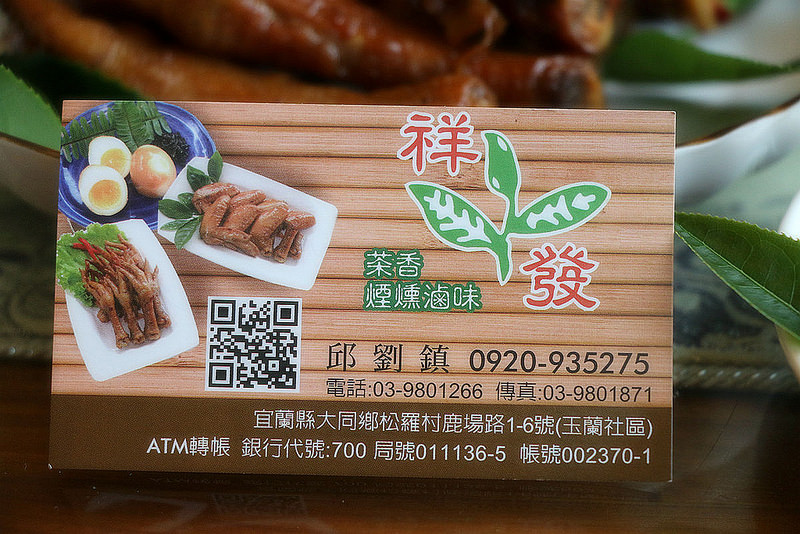 祥
發
茶香
煙燻滷味
邱劉鎮 0920-935275
電話:03-9801266 傳真:03-9801871
宜蘭縣大同鄉松羅村鹿場路1-6號(玉蘭社區)
ATM轉帳 銀行代號:700 局號011136-5 帳號002370-1